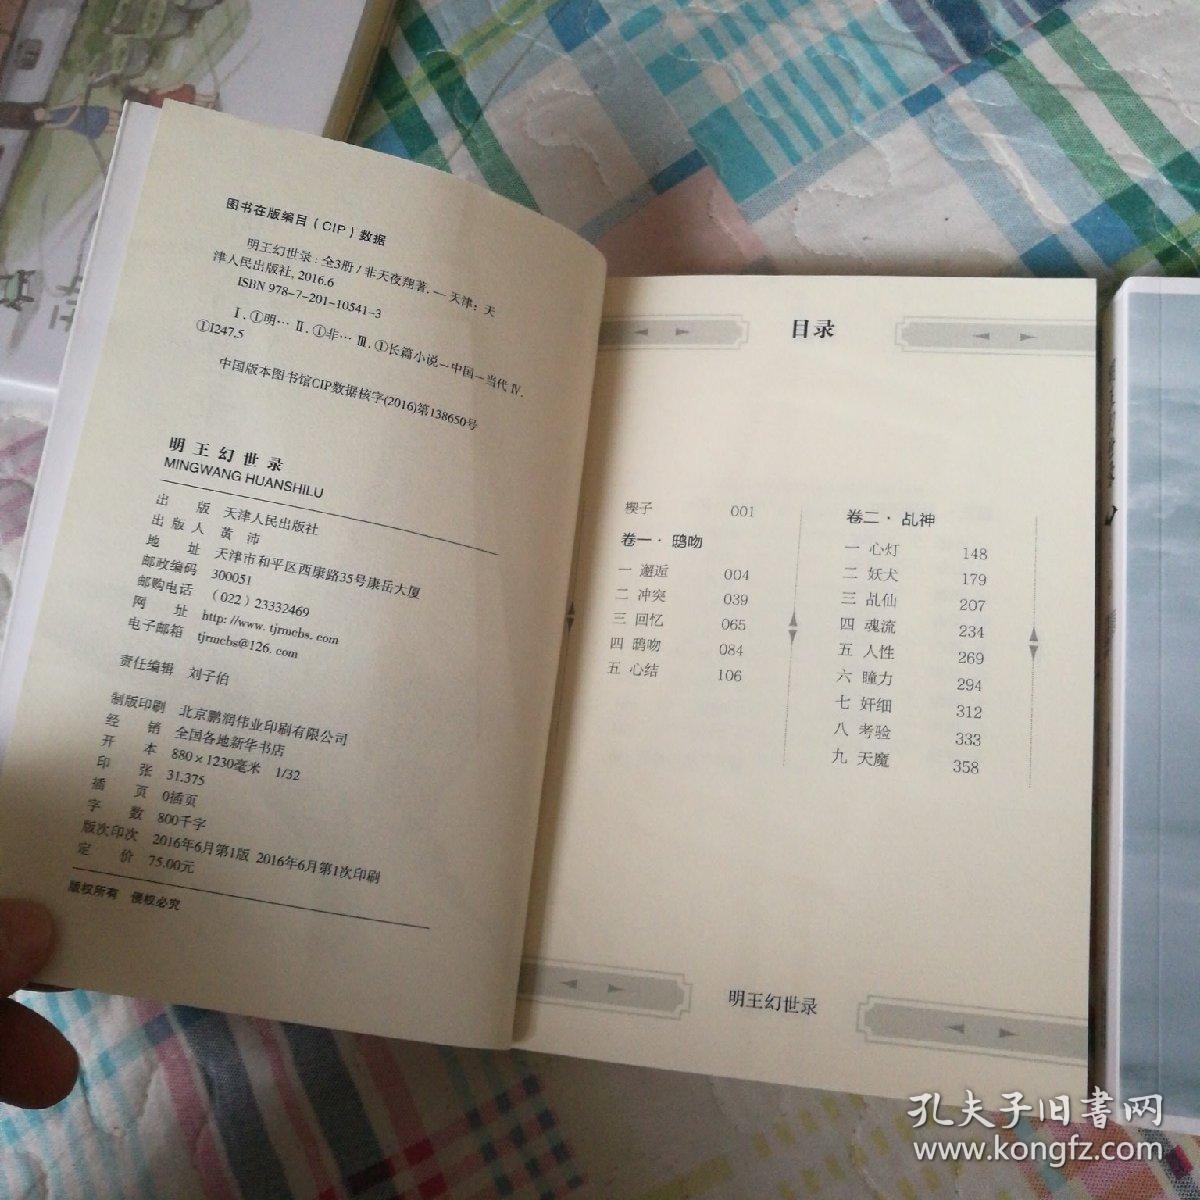 图书在版编目（CIP）数据
明王幻世录：全3册/非天夜翔著.—天津：天
津人民出版社, 2016.6
ISBN 978-7-201-10541-3
Ⅰ.①明… Ⅱ.①非… Ⅲ.①长篇小说－中国－当代 Ⅳ.
①I247.5
中国版本图书馆CIP数据核字(2016)第138650号
明王幻世录
MINGWANG HUANSHILU
出 版 天津人民出版社
出版人 黄 沛
地 址 天津市和平区西康路35号康岳大厦
邮政编码 300051
邮购电话 （022）23332469
网 址 http://www.tjrmcbs.com
电子邮箱 tjrmcbs@126.com
责任编辑 刘子伯
制版印刷 北京鹏润伟业印刷有限公司
经 销 全国各地新华书店
开 本 880×1230毫米 1/32
印 张 31.375
插 页 0插页
字 数 800千字
版次印次 2016年6月第1版 2016年6月第1次印刷
定 价 75.00元
版权所有 侵权必究
目录
楔子 001
卷一·鸱吻
一 邂逅 004
二 冲突 039
三 回忆 065
四 鸱吻 084
五 心结 106
卷二·乩神
一 心灯 148
二 妖犬 179
三 乩仙 207
四 魂流 234
五 人性 269
六 瞳力 294
七 奸细 312
八 考验 333
九 天魔 358
明王幻世录
孔夫子旧书网
www.kongfz.com